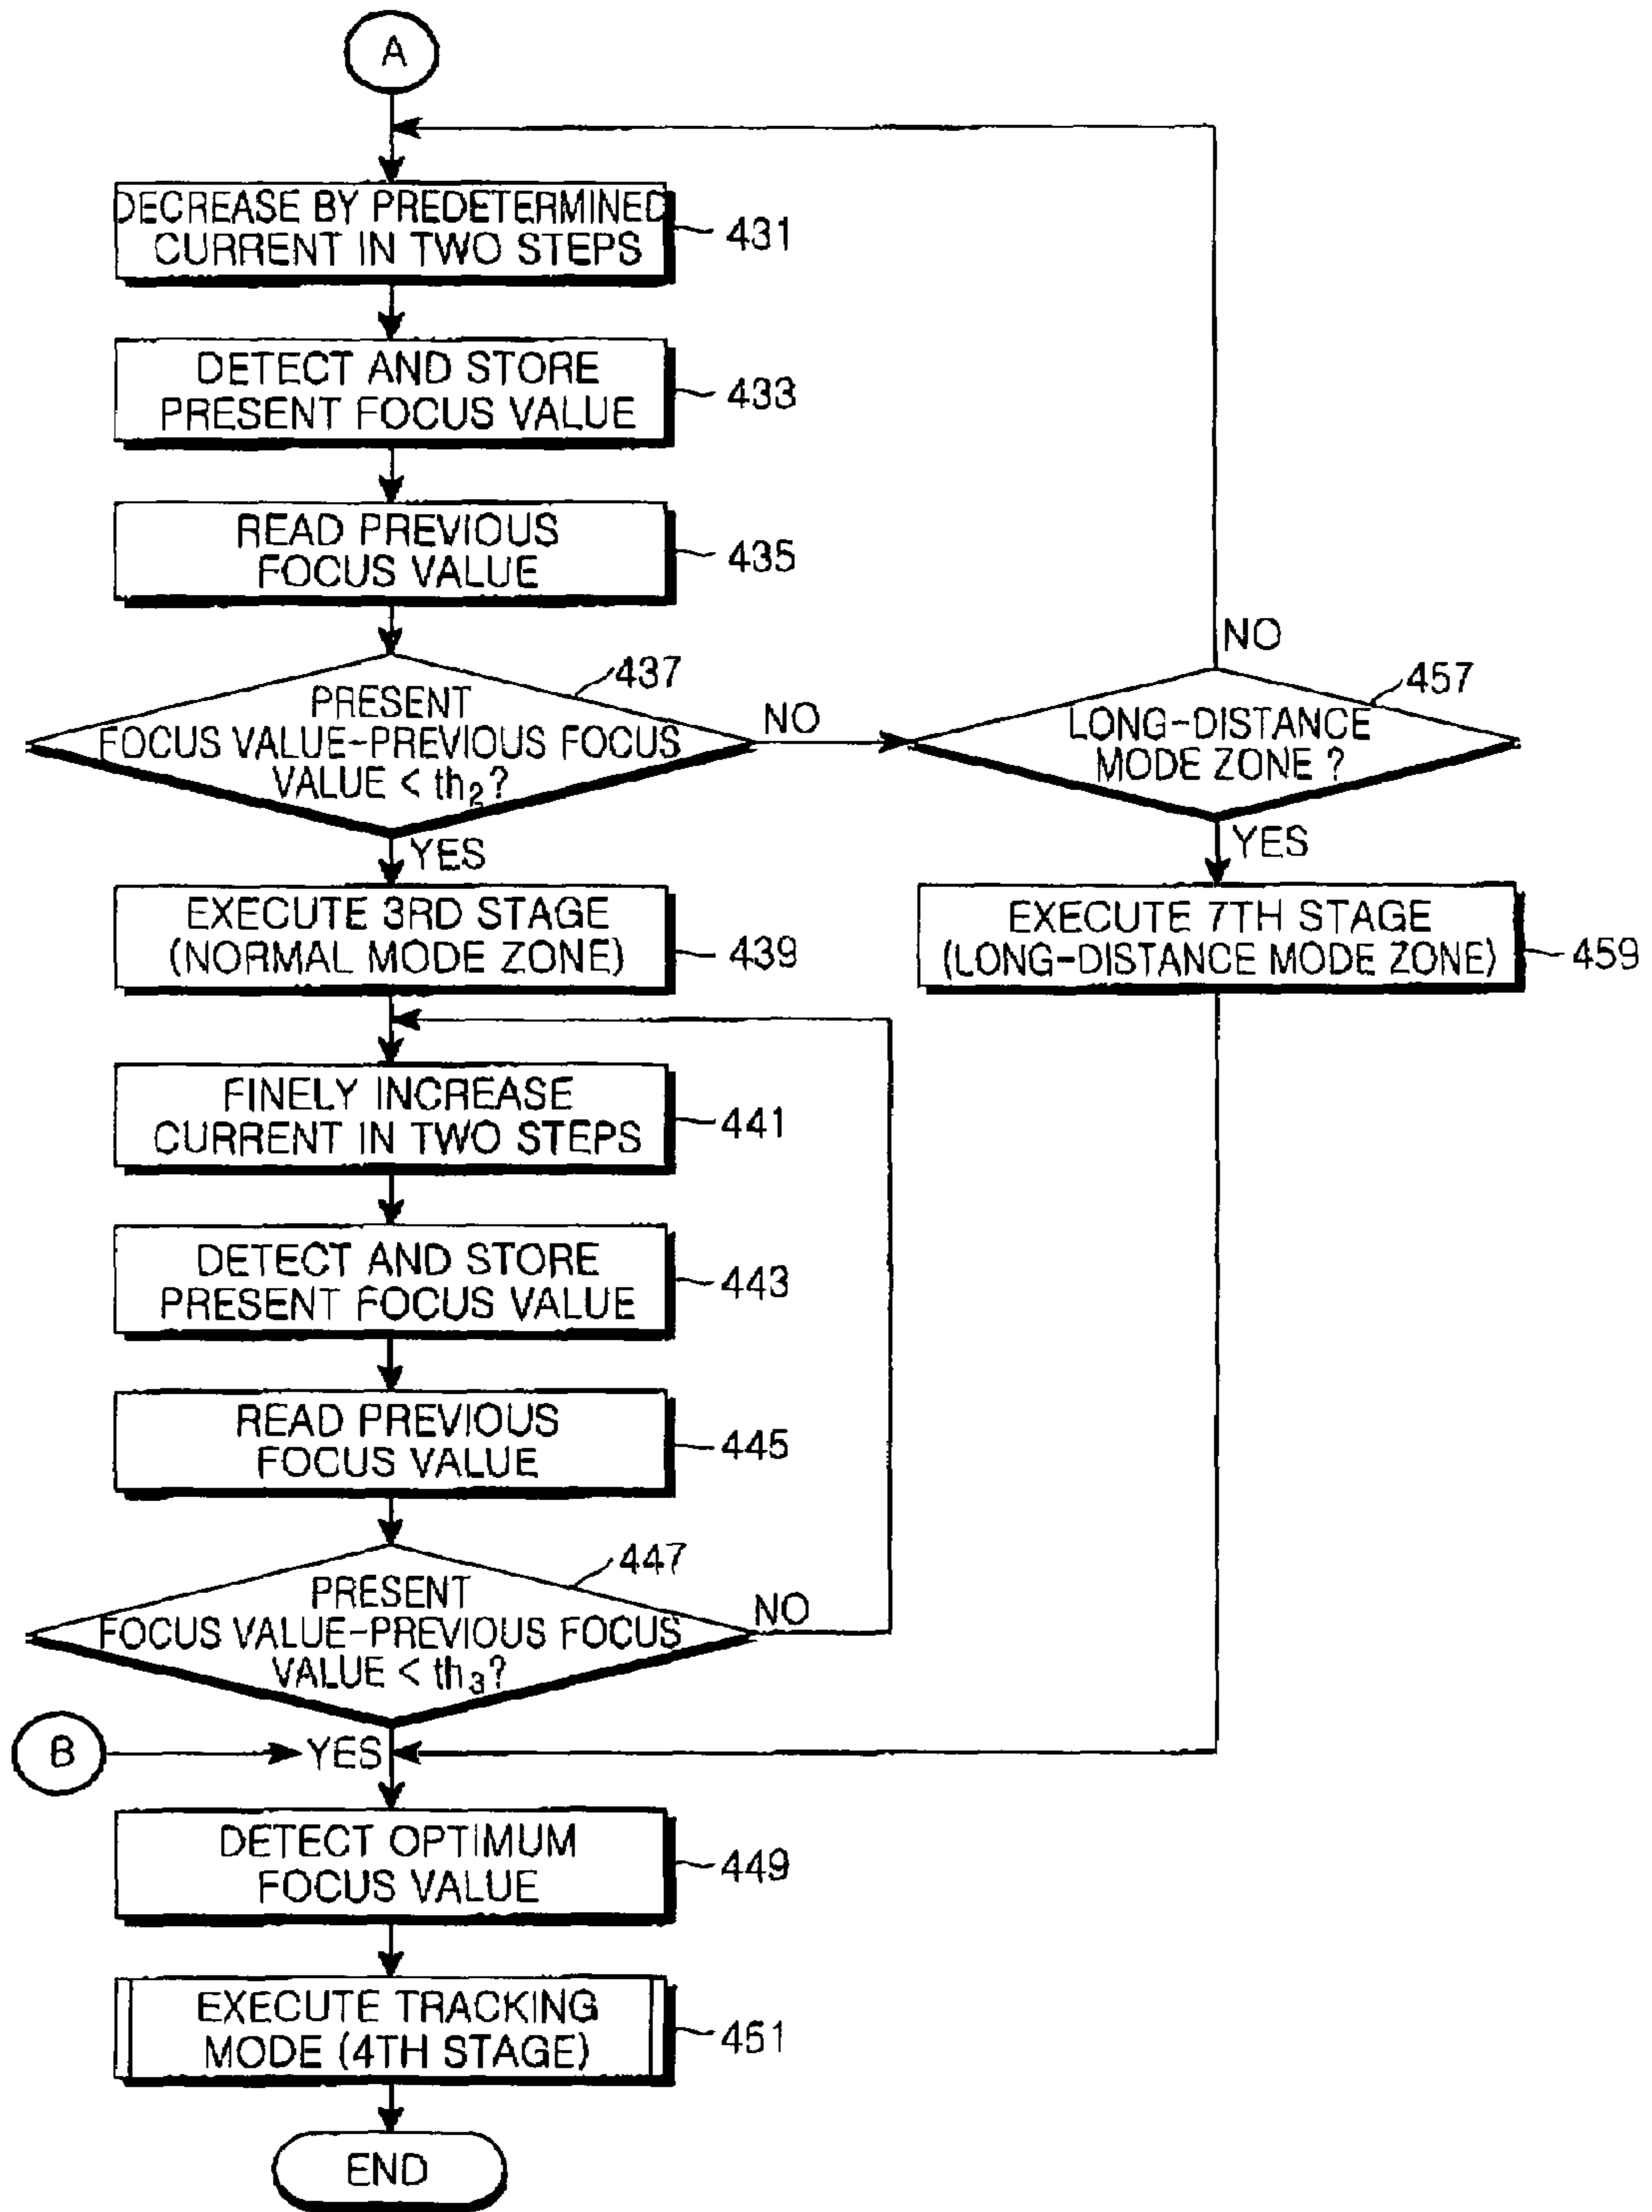 A
DECREASE BY PREDETERMINED
CURRENT IN TWO STEPS
431
DETECT AND STORE
PRESENT FOCUS VALUE
433
READ PREVIOUS
FOCUS VALUE
435
437
PRESENT
FOCUS VALUE-PREVIOUS FOCUS
VALUE < th2?
NO
YES
NO
457
LONG-DISTANCE
MODE ZONE ?
YES
EXECUTE 3RD STAGE
(NORMAL MODE ZONE)
439
EXECUTE 7TH STAGE
(LONG-DISTANCE MODE ZONE)
459
FINELY INCREASE
CURRENT IN TWO STEPS
441
DETECT AND STORE
PRESENT FOCUS VALUE
443
READ PREVIOUS
FOCUS VALUE
445
447
PRESENT
FOCUS VALUE-PREVIOUS FOCUS
VALUE < th3?
NO
B
YES
DETECT OPTIMUM
FOCUS VALUE
449
EXECUTE TRACKING
MODE (4TH STAGE)
451
END